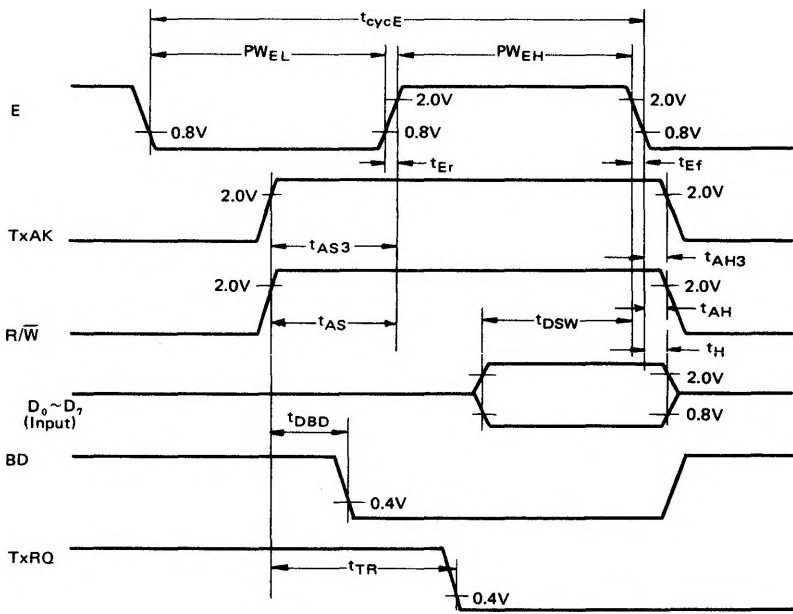 tcycE
PWEL
PWEH
E
2.0V
2.0V
0.8V
0.8V
0.8V
tEr
tEf
2.0V
2.0V
TxAK
tAS3
tAH3
2.0V
2.0V
R/W̅
tAS
tDSW
tAH
tH
D₀~D₇
(Input)
2.0V
0.8V
tDBD
BD
0.4V
TxRQ
tTR
0.4V